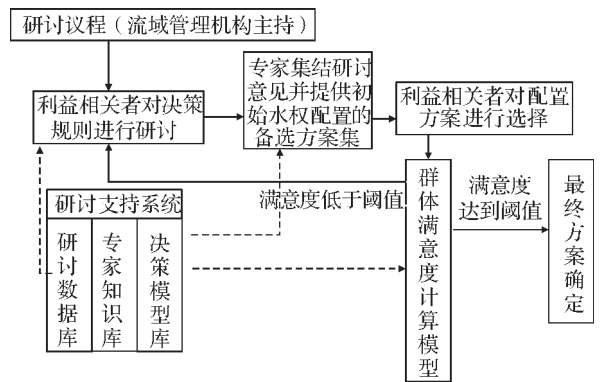 研讨议程（流域管理机构主持）
利益相关者对决策
规则进行研讨
专家集结研讨
意见并提供初
始水权配置的
备选方案集
利益相关者对配置
方案进行选择
满意度低于阈值
研讨支持系统
研讨数据库
专家知识库
决策模型库
群体满意度计算模型
满意度
达到阈值
最终方案确定